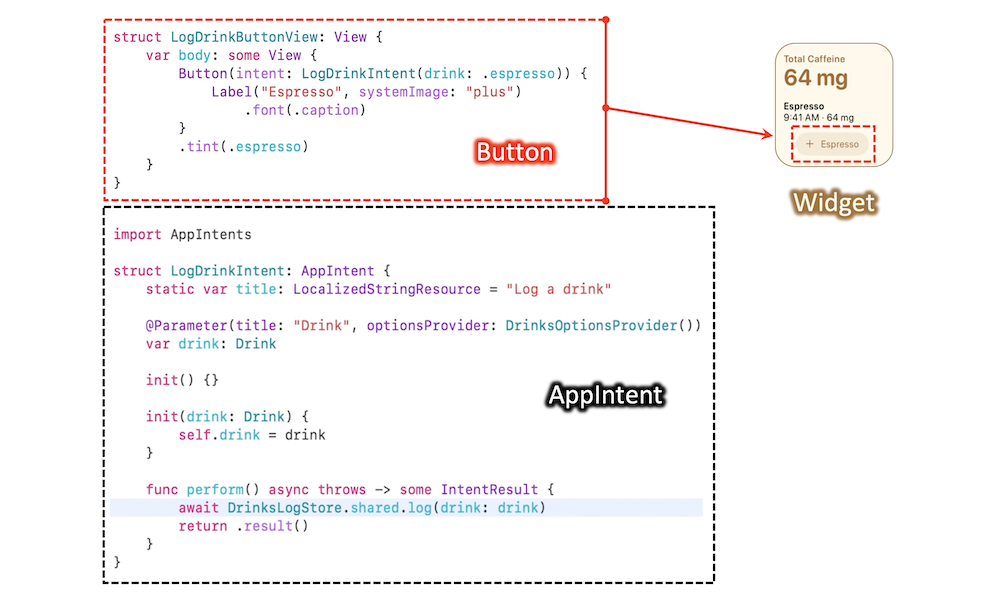 struct LogDrinkButtonView: View {
    var body: some View {
        Button(intent: LogDrinkIntent(drink: .espresso)) {
            Label("Espresso", systemImage: "plus")
                .font(.caption)
        }
        .tint(.espresso)
    }
}
Button
Total Caffeine
64 mg
Espresso
9:41 AM · 64 mg
+ Espresso
Widget
import AppIntents
struct LogDrinkIntent: AppIntent {
    static var title: LocalizedStringResource = "Log a drink"
    @Parameter(title: "Drink", optionsProvider: DrinksOptionsProvider())
    var drink: Drink
    init() {}
    init(drink: Drink) {
        self.drink = drink
    }
    func perform() async throws -> some IntentResult {
        await DrinksLogStore.shared.log(drink: drink)
        return .result()
    }
}
AppIntent